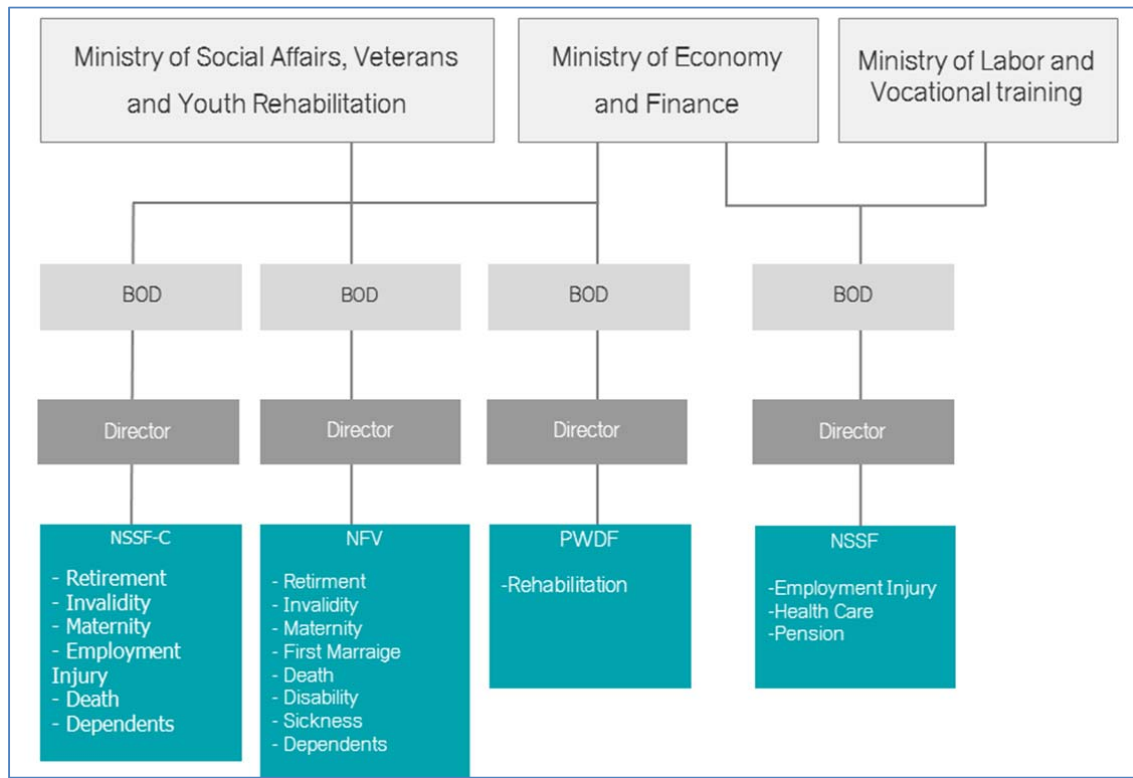 Ministry of Social Affairs, Veterans
and Youth Rehabilitation
Ministry of Economy
and Finance
Ministry of Labor and
Vocational training
BOD
BOD
BOD
BOD
Director
Director
Director
Director
NSSF-C
- Retirement
- Invalidity
- Maternity
- Employment
Injury
- Death
- Dependents
NFV
- Retirment
- Invalidity
- Maternity
- First Marraige
- Death
- Disability
- Sickness
- Dependents
PWDF
-Rehabilitation
NSSF
-Employment Injury
-Health Care
-Pension